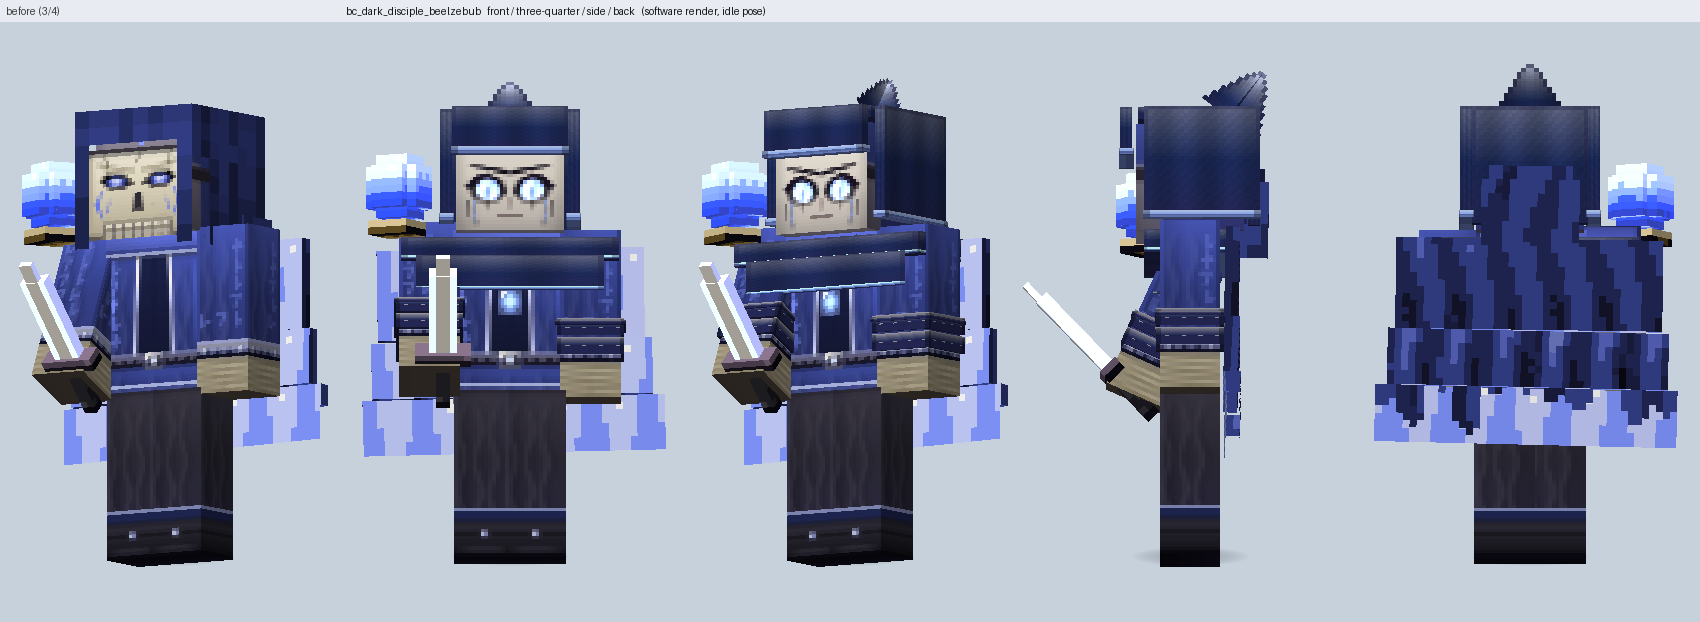 before (3/4)
bc_dark_disciple_beelzebub front / three-quarter / side / back (software render, idle pose)